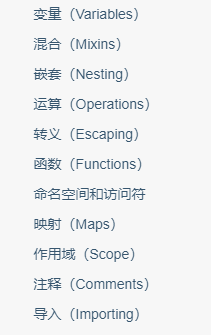 变量（Variables）
混合（Mixins）
嵌套（Nesting）
运算（Operations）
转义（Escaping）
函数（Functions）
命名空间和访问符
映射（Maps）
作用域（Scope）
注释（Comments）
导入（Importing）